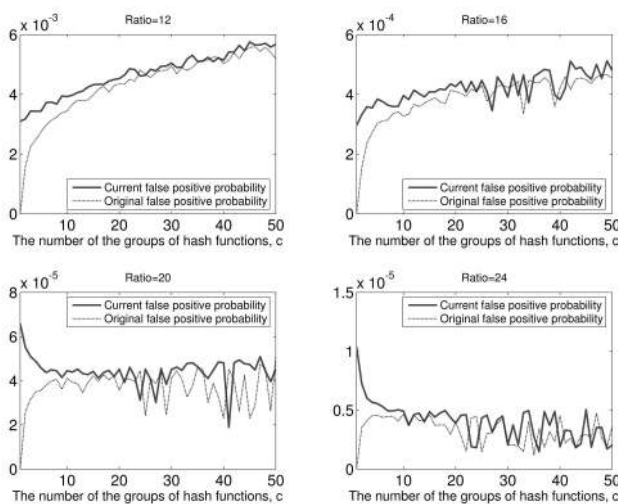 × 10⁻³
Ratio=12
6
4
2
0
Current false positive probability
Original false positive probability
10 20 30 40 50
The number of the groups of hash functions, c
× 10⁻⁴
Ratio=16
6
4
2
0
Current false positive probability
Original false positive probability
10 20 30 40 50
The number of the groups of hash functions, c
× 10⁻⁵
Ratio=20
8
6
4
2
0
Current false positive probability
Original false positive probability
10 20 30 40 50
The number of the groups of hash functions, c
× 10⁻⁵
Ratio=24
1.5
1
0.5
0
Current false positive probability
Original false positive probability
10 20 30 40 50
The number of the groups of hash functions, c